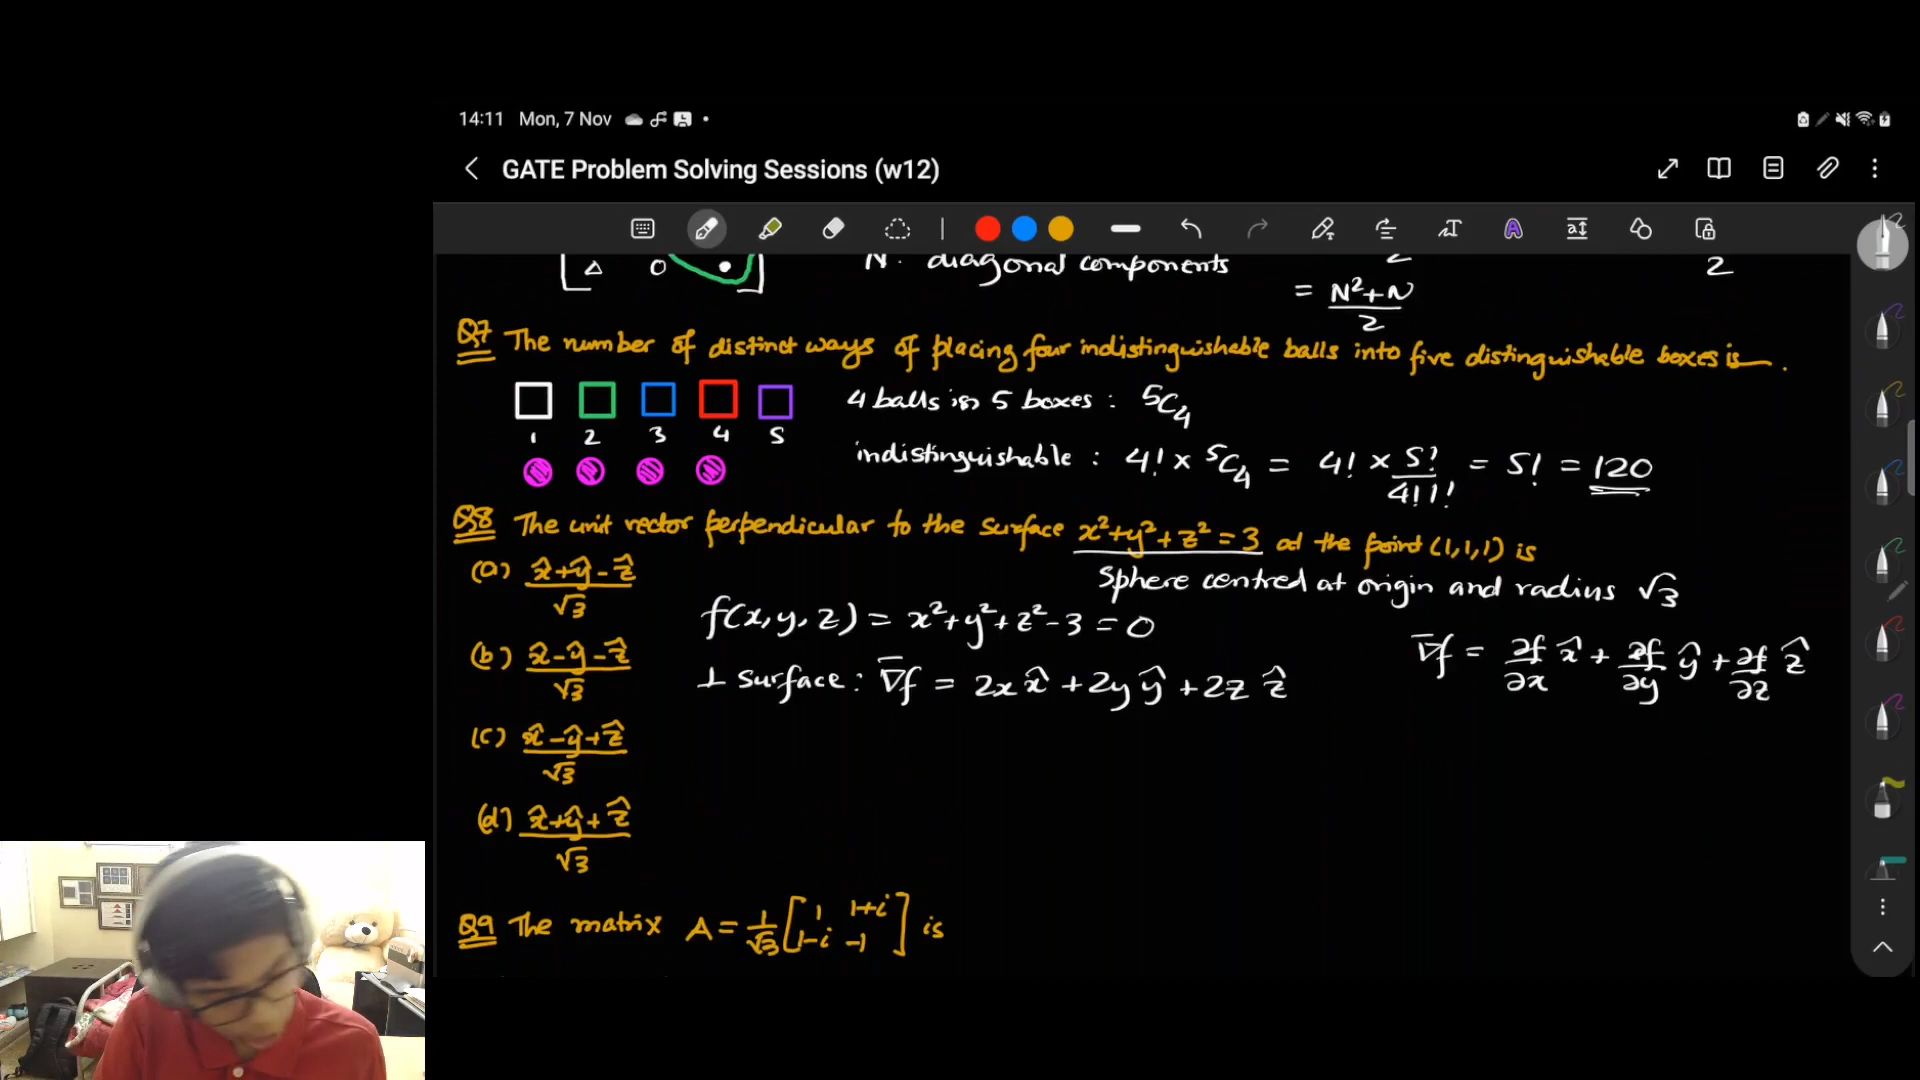 14:11 Mon, 7 Nov
GATE Problem Solving Sessions (w12)
N: diagonal components
2
= N²+N / 2
2
Q7 The number of distinct ways of placing four indistinguishable balls into five distinguishable boxes is __.
4 balls in 5 boxes : ⁵C₄
1 2 3 4 5
indistinguishable : 4! × ⁵C₄ = 4! × 5!/4!1! = 5! = 120
Q8 The unit vector perpendicular to the surface x²+y²+z²=3 at the point (1,1,1) is
Sphere centred at origin and radius √3
(a) x̂+ŷ-ẑ / √3
f(x,y,z) = x²+y²+z²-3=0
(b) x̂-ŷ-ẑ / √3
⊥ surface: ∇̄f = 2x x̂ + 2y ŷ + 2z ẑ
∇̄f = ∂f/∂x x̂ + ∂f/∂y ŷ + ∂f/∂z ẑ
(c) x̂-ŷ+ẑ / √3
(d) x̂+ŷ+ẑ / √3
Q9 The matrix A = 1/√3 [1 1+i
1-i -1] is